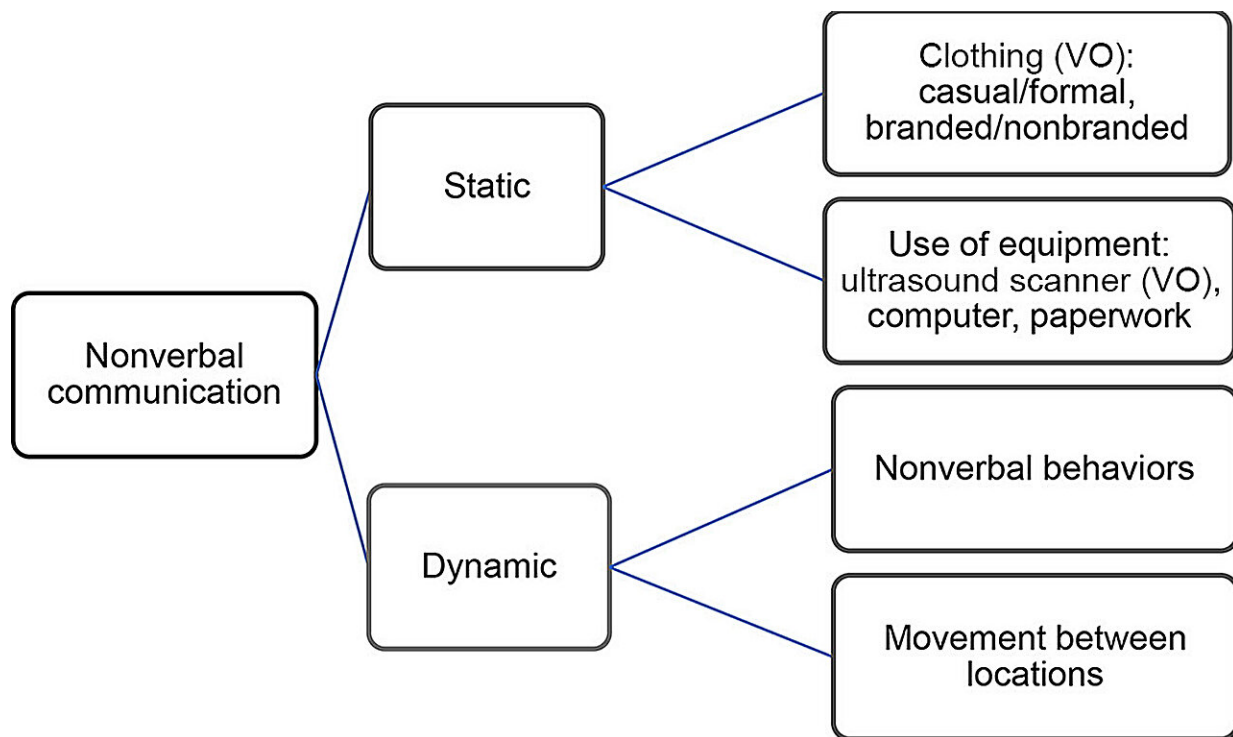 Nonverbal
communication
Static
Dynamic
Clothing (VO):
casual/formal,
branded/nonbranded
Use of equipment:
ultrasound scanner (VO),
computer, paperwork
Nonverbal behaviors
Movement between
locations